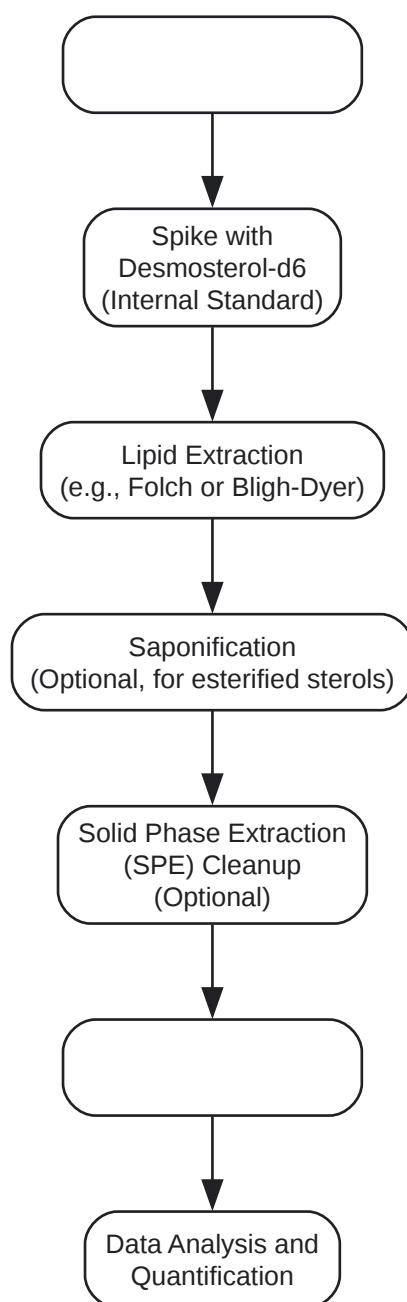 Spike with
Desmosterol-d6
(Internal Standard)
Lipid Extraction
(e.g., Folch or Bligh-Dyer)
Saponification
(Optional, for esterified sterols)
Solid Phase Extraction
(SPE) Cleanup
(Optional)
Data Analysis and
Quantification